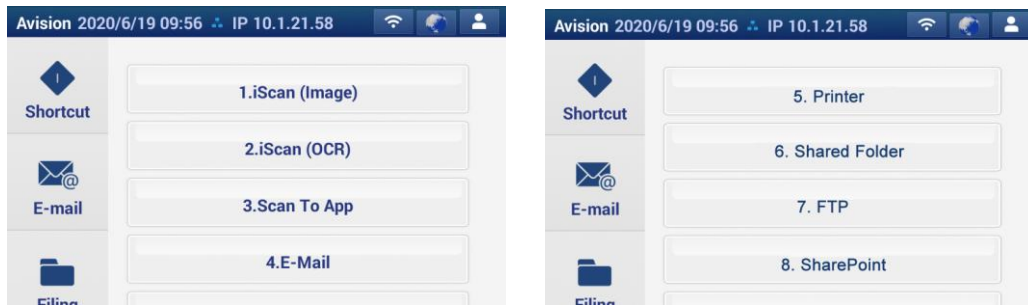 Avision 2020/6/19 09:56 IP 10.1.21.58
Shortcut
E-mail
Filing
1.iScan (Image)
2.iScan (OCR)
3.Scan To App
4.E-Mail
Avision 2020/6/19 09:56 IP 10.1.21.58
Shortcut
E-mail
Filing
5. Printer
6. Shared Folder
7. FTP
8. SharePoint